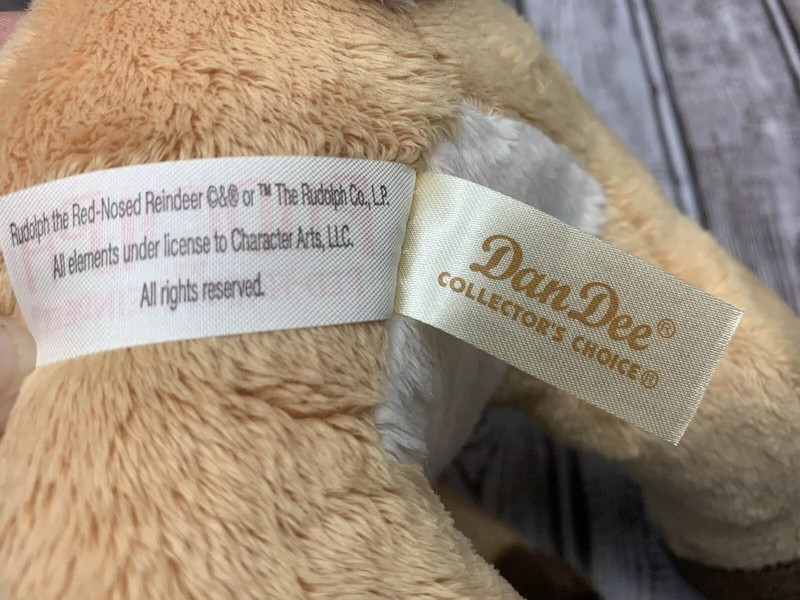 Rudolph the Red-Nosed Reindeer ©&® or ™ The Rudolph Co., L.P.
All elements under license to Character Arts, LLC.
All rights reserved.
Dan Dee®
COLLECTOR'S CHOICE®